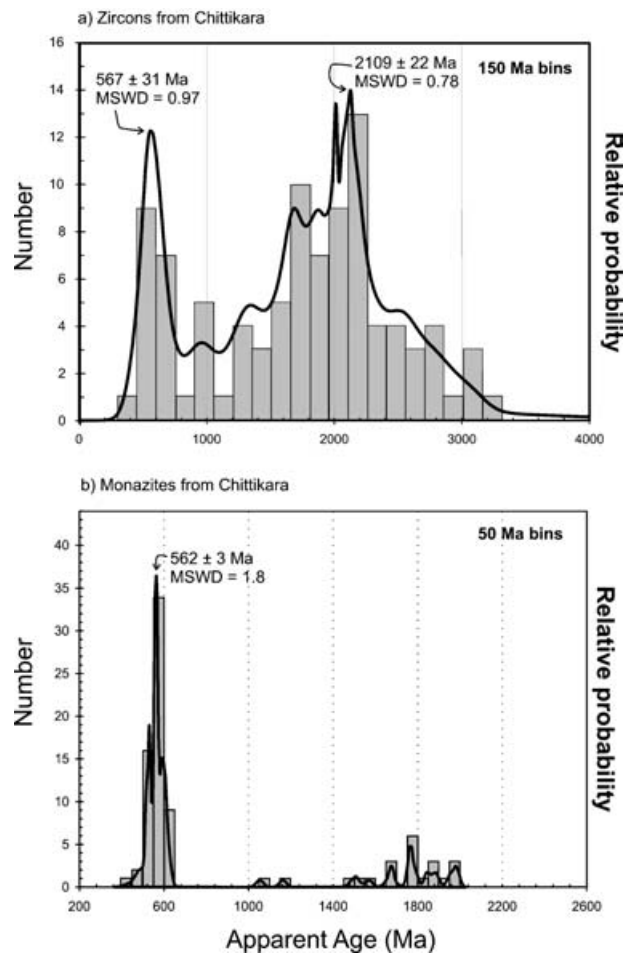 a) Zircons from Chittikara
16
14
12
10
8
6
4
2
0
Number
567 ± 31 Ma
MSWD = 0.97
2109 ± 22 Ma
MSWD = 0.78
150 Ma bins
Relative probability
0 1000 2000 3000 4000
b) Monazites from Chittikara
40
35
30
25
20
15
10
5
0
Number
562 ± 3 Ma
MSWD = 1.8
50 Ma bins
Relative probability
200 600 1000 1400 1800 2200 2600
Apparent Age (Ma)